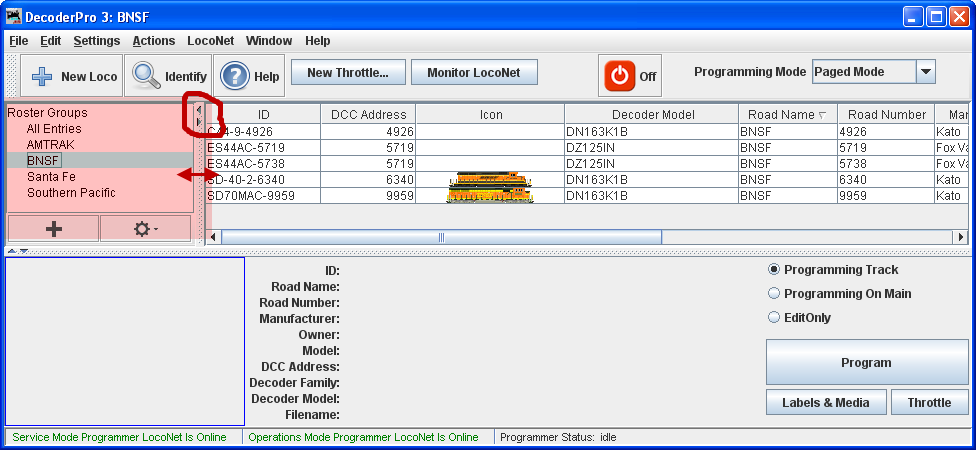 DecoderPro 3: BNSF
File Edit Settings Actions LocoNet Window Help
New Loco Identify Help New Throttle... Monitor LocoNet Off Programming Mode Paged Mode
Roster Groups
All Entries
AMTRAK
BNSF
Santa Fe
Southern Pacific
ID DCC Address Icon Decoder Model Road Name Road Number Man
4-9-4926 4926 DN163K1B BNSF 4926 Kato
ES44AC-5719 5719 DZ125IN BNSF 5719 Fox Va
ES44AC-5738 5719 DZ125IN BNSF 5738 Fox Va
SD-40-2-6340 6340 DN163K1B BNSF 6340 Kato
SD70MAC-9959 9959 DN163K1B BNSF 9959 Kato
ID:
Road Name:
Road Number:
Manufacturer:
Owner:
Model:
DCC Address:
Decoder Family:
Decoder Model:
Filename:
Programming Track
Programming On Main
EditOnly
Program
Labels & Media Throttle
Service Mode Programmer LocoNet Is Online Operations Mode Programmer LocoNet Is Online Programmer Status: idle